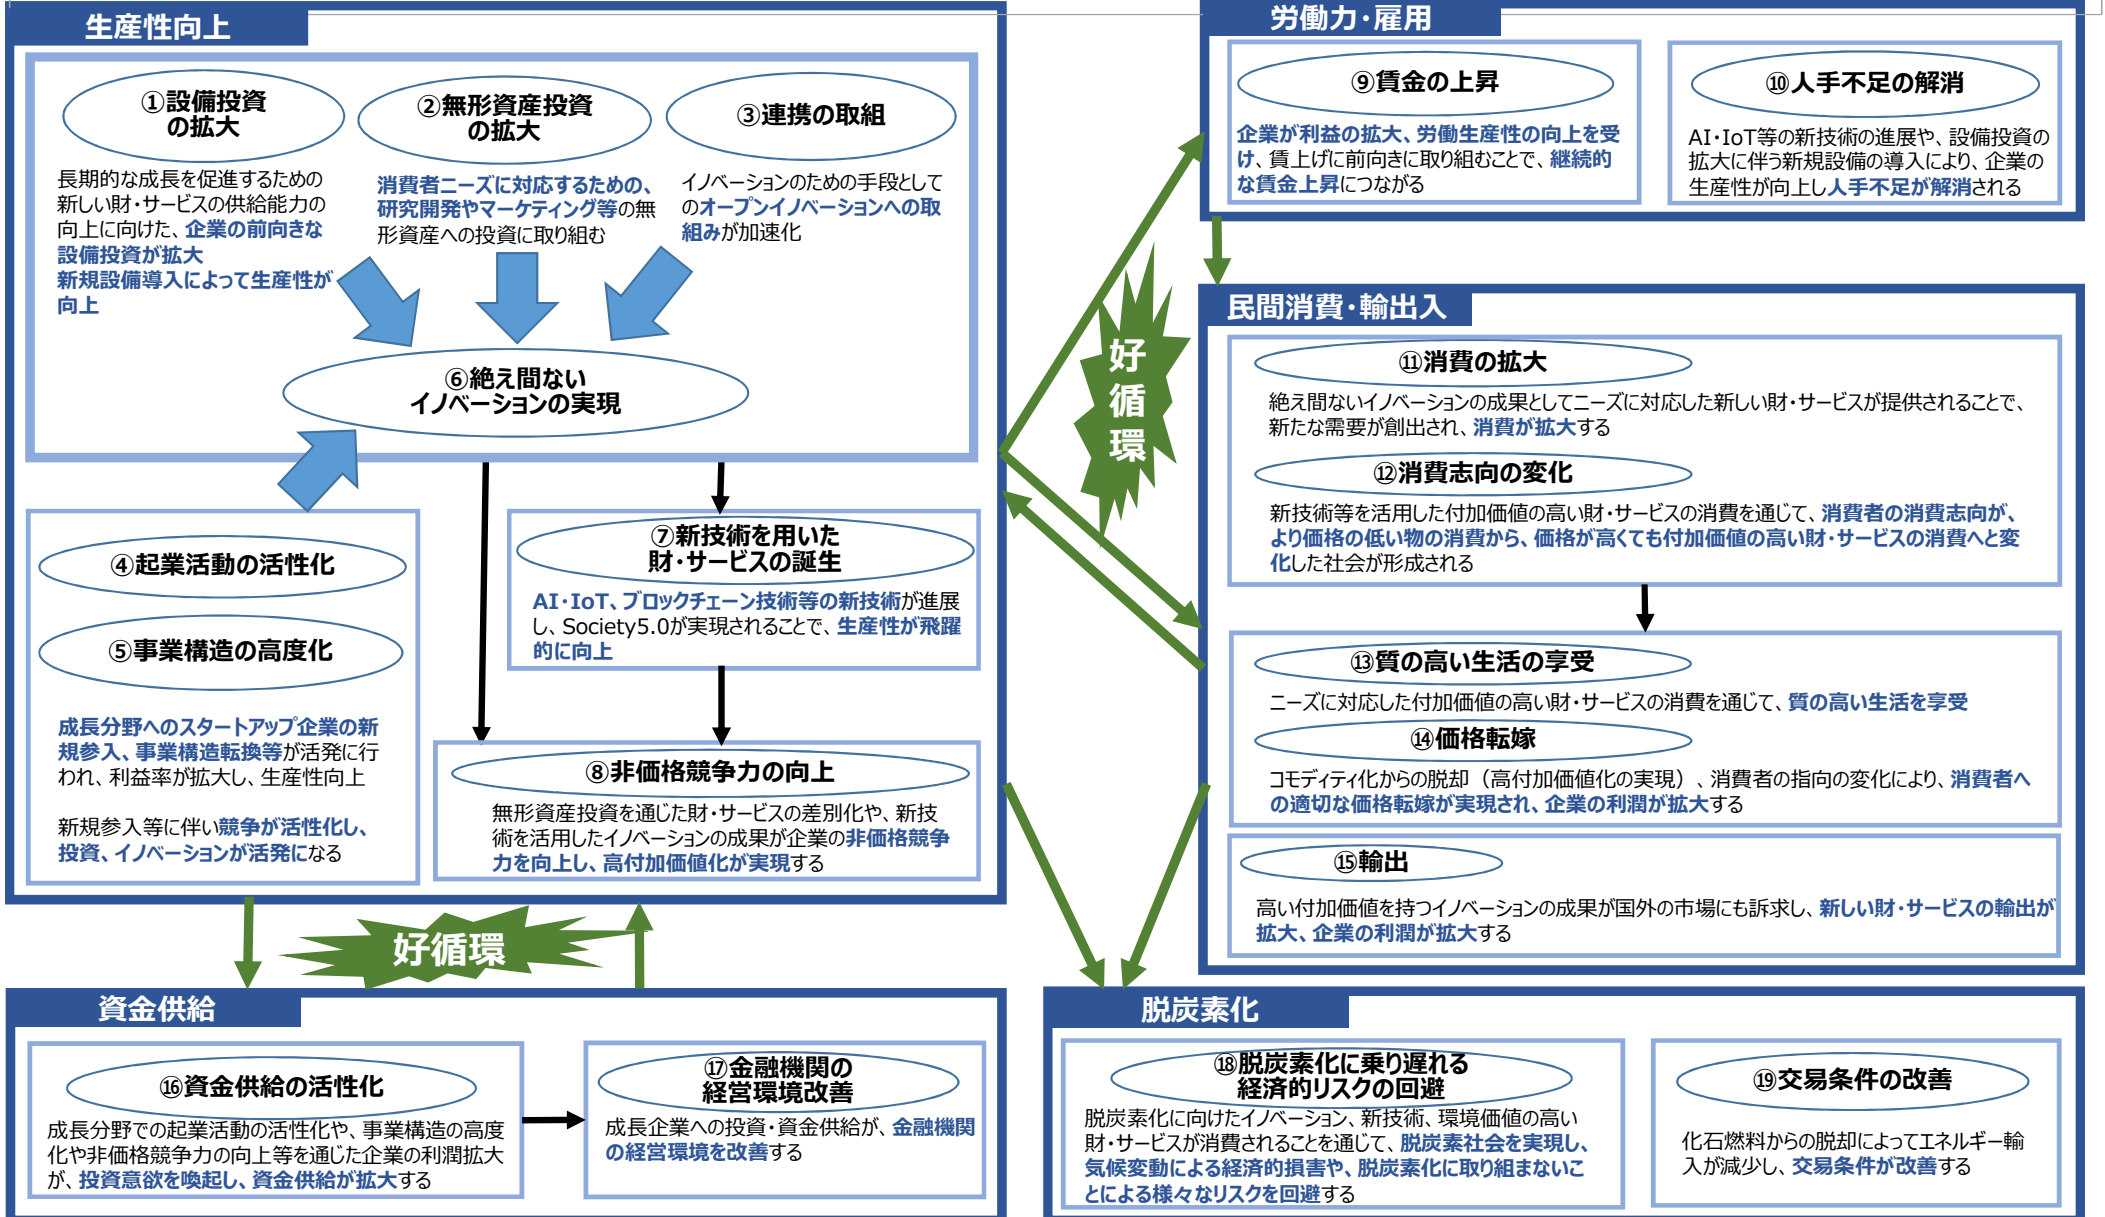 生産性向上
①設備投資
の拡大
長期的な成長を促進するための
新しい財・サービスの供給能力の
向上に向けた、企業の前向きな
設備投資が拡大
新規設備導入によって生産性が
向上
②無形資産投資
の拡大
消費者ニーズに対応するための、
研究開発やマーケティング等の無
形資産への投資に取り組む
③連携の取組
イノベーションのための手段として
のオープンイノベーションへの取
組みが加速化
⑥絶え間ない
イノベーションの実現
④起業活動の活性化
⑤事業構造の高度化
成長分野へのスタートアップ企業の新
規参入、事業構造転換等が活発に行
われ、利益率が拡大し、生産性向上
新規参入等に伴い競争が活性化し、
投資、イノベーションが活発になる
⑦新技術を用いた
財・サービスの誕生
AI・IoT、ブロックチェーン技術等の新技術が進展
し、Society5.0が実現されることで、生産性が飛躍
的に向上
⑧非価格競争力の向上
無形資産投資を通じた財・サービスの差別化や、新技
術を活用したイノベーションの成果が企業の非価格競争
力を向上し、高付加価値化が実現する
好循環
資金供給
⑯資金供給の活性化
成長分野での起業活動の活性化や、事業構造の高度
化や非価格競争力の向上等を通じた企業の利潤拡大
が、投資意欲を喚起し、資金供給が拡大する
⑰金融機関の
経営環境改善
成長企業への投資・資金供給が、金融機関
の経営環境を改善する
好
循
環
労働力・雇用
⑨賃金の上昇
企業が利益の拡大、労働生産性の向上を受
け、賃上げに前向きに取り組むことで、継続的
な賃金上昇につながる
⑩人手不足の解消
AI・IoT等の新技術の進展や、設備投資の
拡大に伴う新規設備の導入により、企業の
生産性が向上し人手不足が解消される
民間消費・輸出入
⑪消費の拡大
絶え間ないイノベーションの成果としてニーズに対応した新しい財・サービスが提供されることで、
新たな需要が創出され、消費が拡大する
⑫消費志向の変化
新技術等を活用した付加価値の高い財・サービスの消費を通じて、消費者の消費志向が、
より価格の低い物の消費から、価格が高くても付加価値の高い財・サービスの消費へと変
化した社会が形成される
⑬質の高い生活の享受
ニーズに対応した付加価値の高い財・サービスの消費を通じて、質の高い生活を享受
⑭価格転嫁
コモディティ化からの脱却（高付加価値化の実現）、消費者の指向の変化により、消費者へ
の適切な価格転嫁が実現され、企業の利潤が拡大する
⑮輸出
高い付加価値を持つイノベーションの成果が国外の市場にも訴求し、新しい財・サービスの輸出が
拡大、企業の利潤が拡大する
脱炭素化
⑱脱炭素化に乗り遅れる
経済的リスクの回避
脱炭素化に向けたイノベーション、新技術、環境価値の高い
財・サービスが消費されることを通じて、脱炭素社会を実現し、
気候変動による経済的損害や、脱炭素化に取り組まないこ
とによる様々なリスクを回避する
⑲交易条件の改善
化石燃料からの脱却によってエネルギー輸
入が減少し、交易条件が改善する